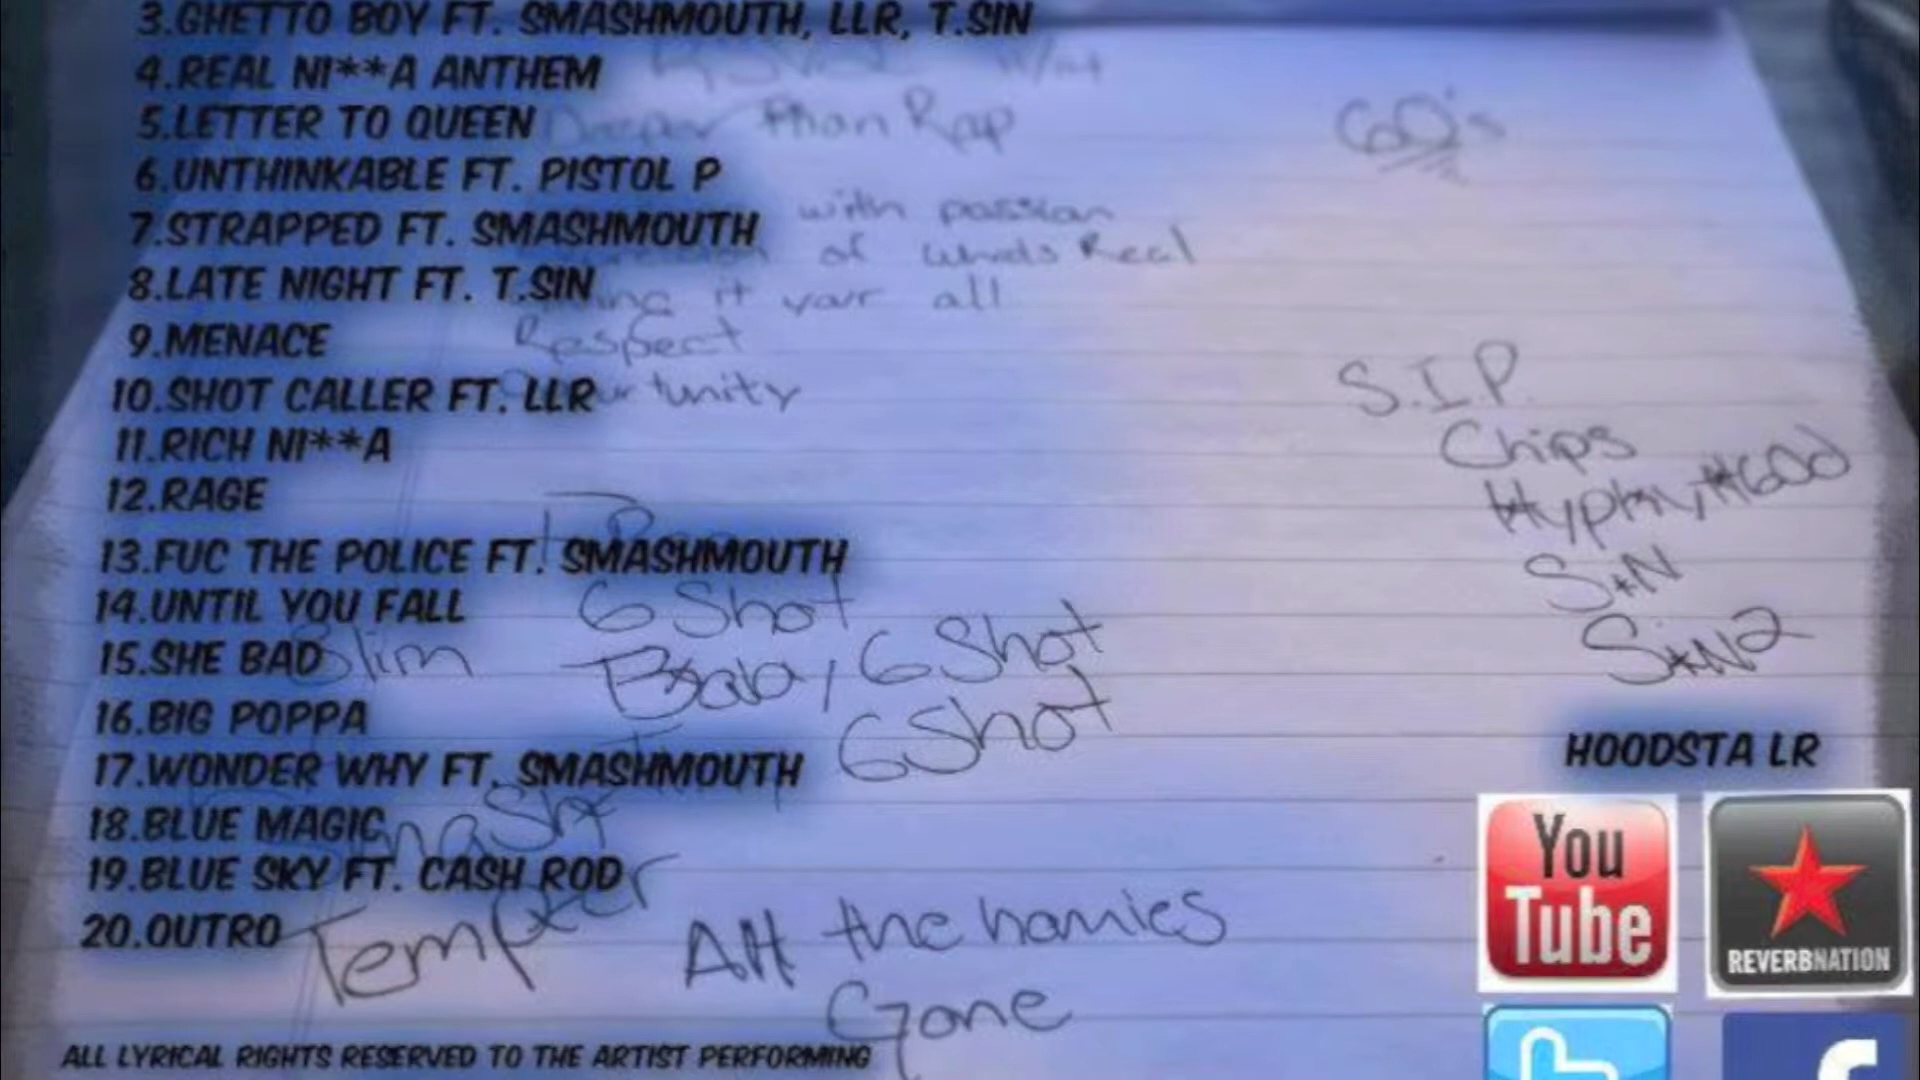 3.GHETTO BOY FT. SMASHMOUTH, LLR, T.SIN
4.REAL NI**A ANTHEM
5.LETTER TO QUEEN
Deeper than Rap
60's
6.UNTHINKABLE FT. PISTOL P
with passion
7.STRAPPED FT. SMASHMOUTH
of whats Real
8.LATE NIGHT FT. T.SIN
it your all
9.MENACE
Respect
10.SHOT CALLER FT. LLR
S.I.P.
Chips
11.RICH NI**A
12.RAGE
13.FUC THE POLICE FT. SMASHMOUTH
S*N
14.UNTIL YOU FALL
6 Shot
15.SHE BAD
Slim
Baby 6 Shot
S*N2
16.BIG POPPA
6 Shot
17.WONDER WHY FT. SMASHMOUTH
HOODSTA LR
18.BLUE MAGIC
19.BLUE SKY FT. CASH ROD
20.OUTRO
All the homies
Gone
You
Tube
REVERBNATION
ALL LYRICAL RIGHTS RESERVED TO THE ARTIST PERFORMING